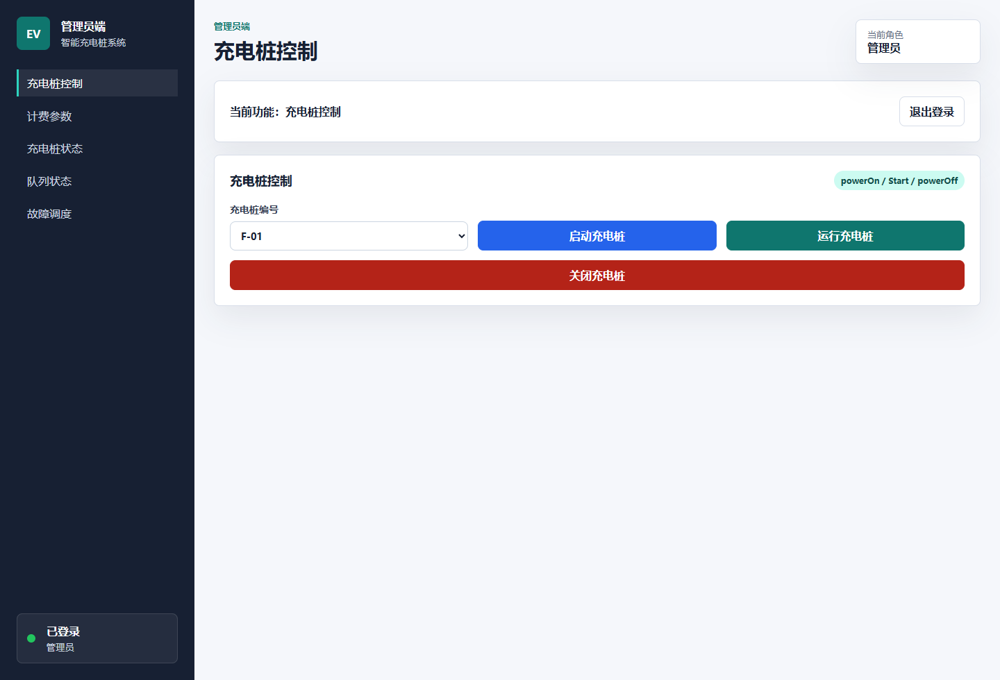 EV
管理员端
智能充电桩系统
充电桩控制
计费参数
充电桩状态
队列状态
故障调度
已登录
管理员
管理员端
充电桩控制
当前角色
管理员
当前功能：充电桩控制
退出登录
充电桩控制
powerOn / Start / powerOff
充电桩编号
F-01
启动充电桩
运行充电桩
关闭充电桩